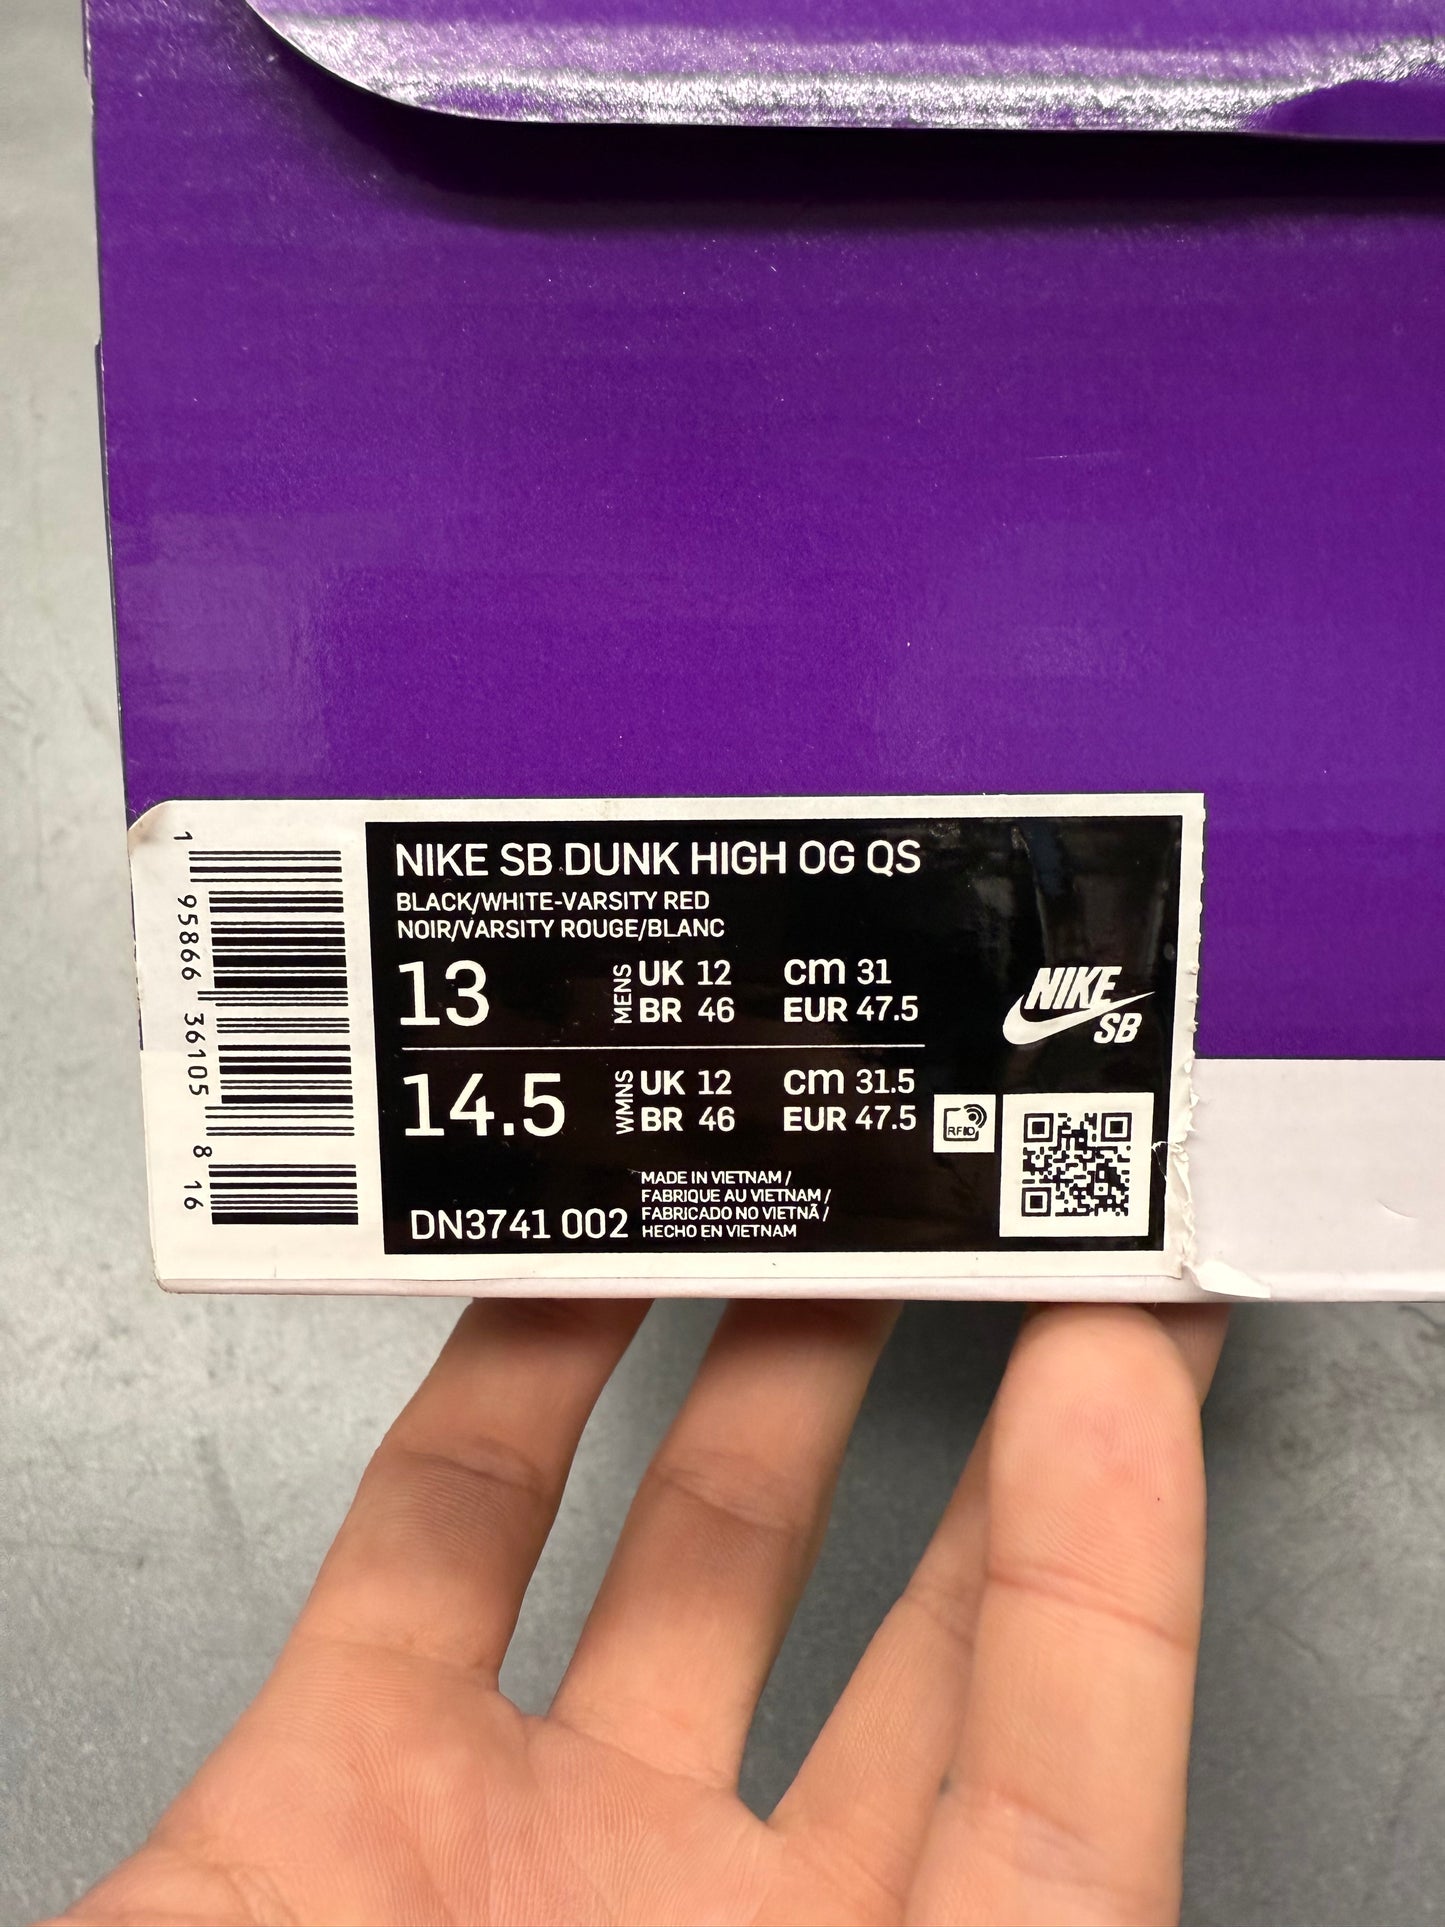 1 95866 36105 8 16
NIKE SB DUNK HIGH OG QS
BLACK/WHITE-VARSITY RED
NOIR/VARSITY ROUGE/BLANC
13 MENS UK 12 cm 31
BR 46 EUR 47.5
NIKE
SB
14.5 WMNS UK 12 cm 31.5
BR 46 EUR 47.5
RFID
DN3741 002
MADE IN VIETNAM /
FABRIQUE AU VIETNAM /
FABRICADO NO VIETNÃ /
HECHO EN VIETNAM